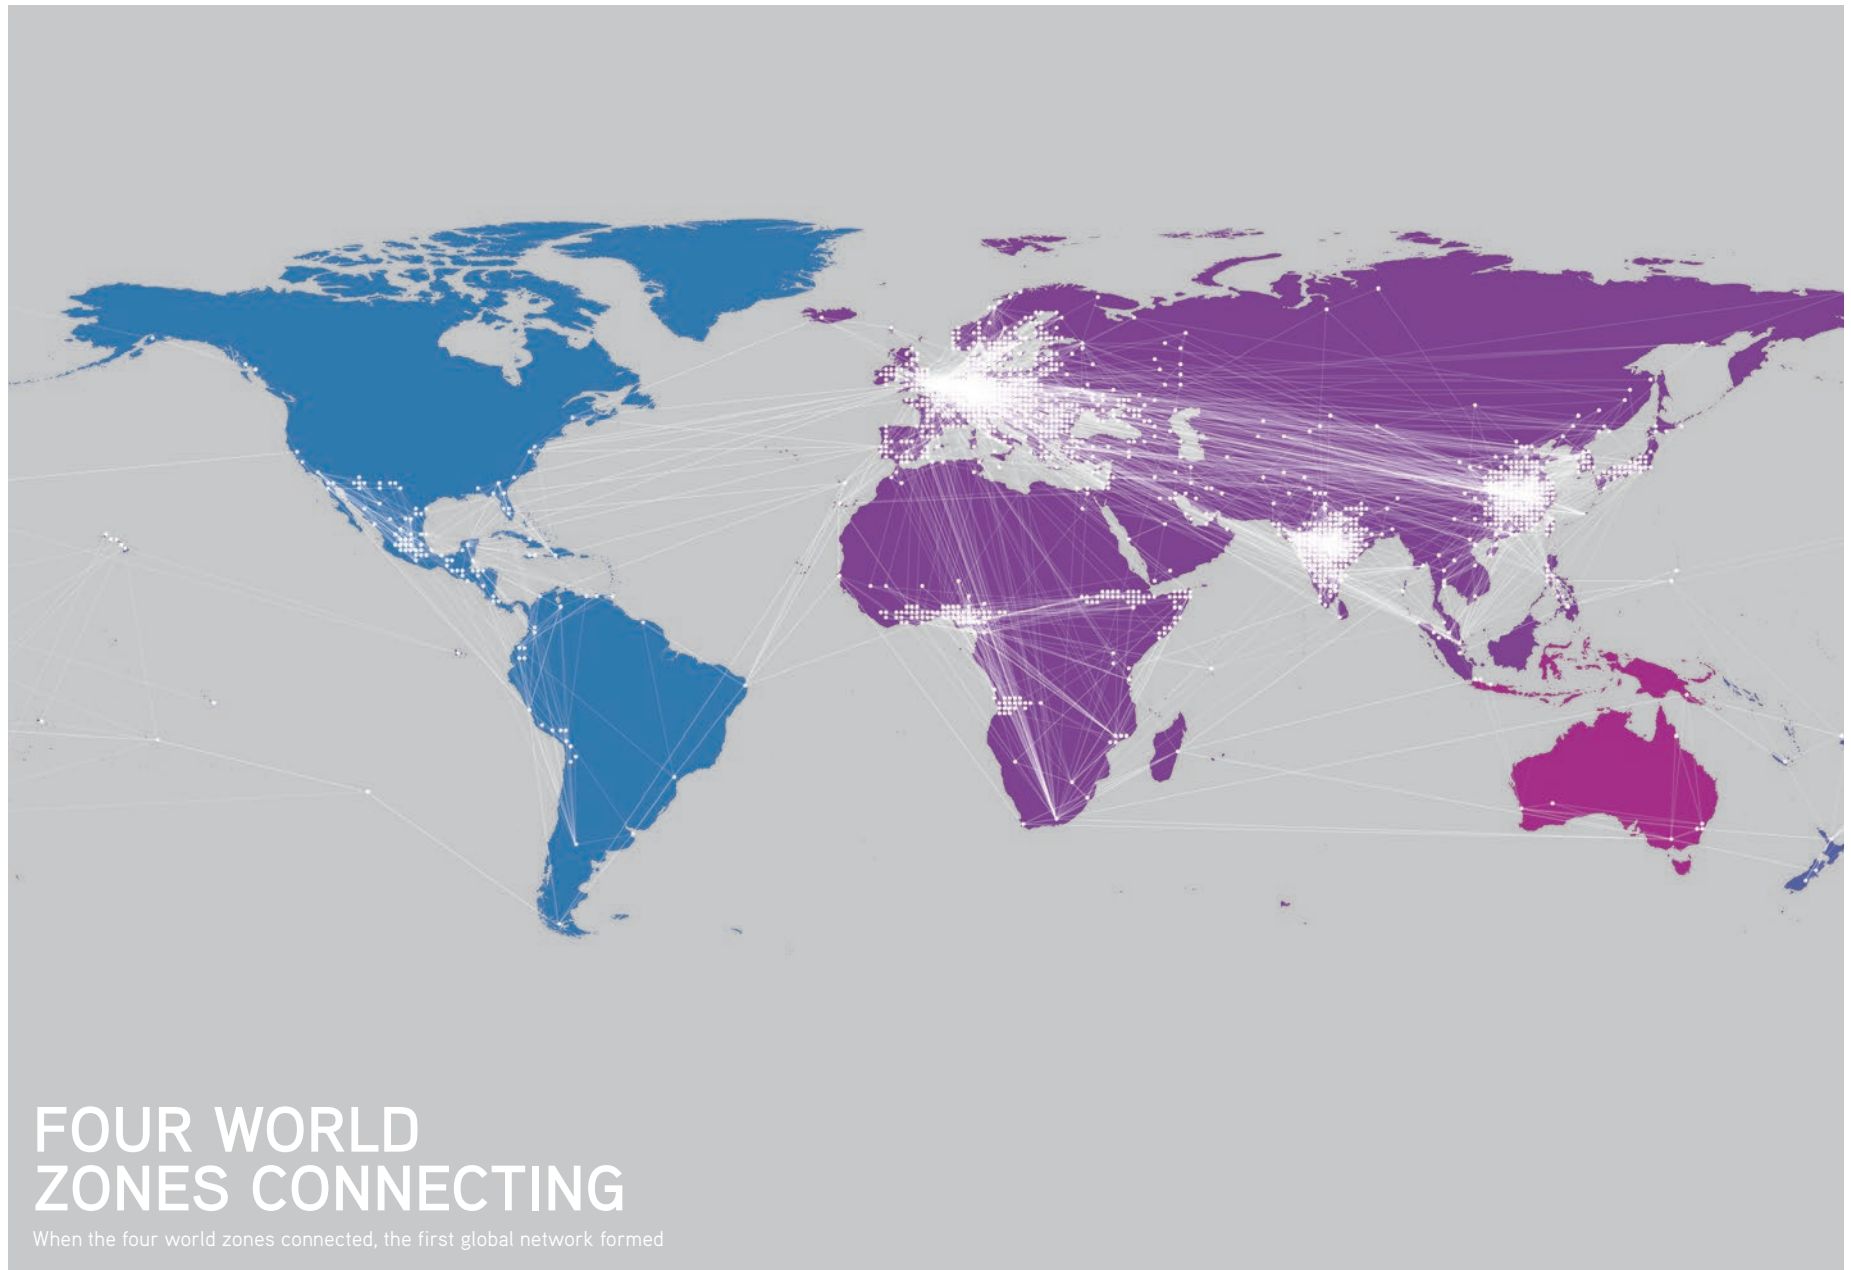 FOUR WORLD
ZONES CONNECTING
When the four world zones connected, the first global network formed